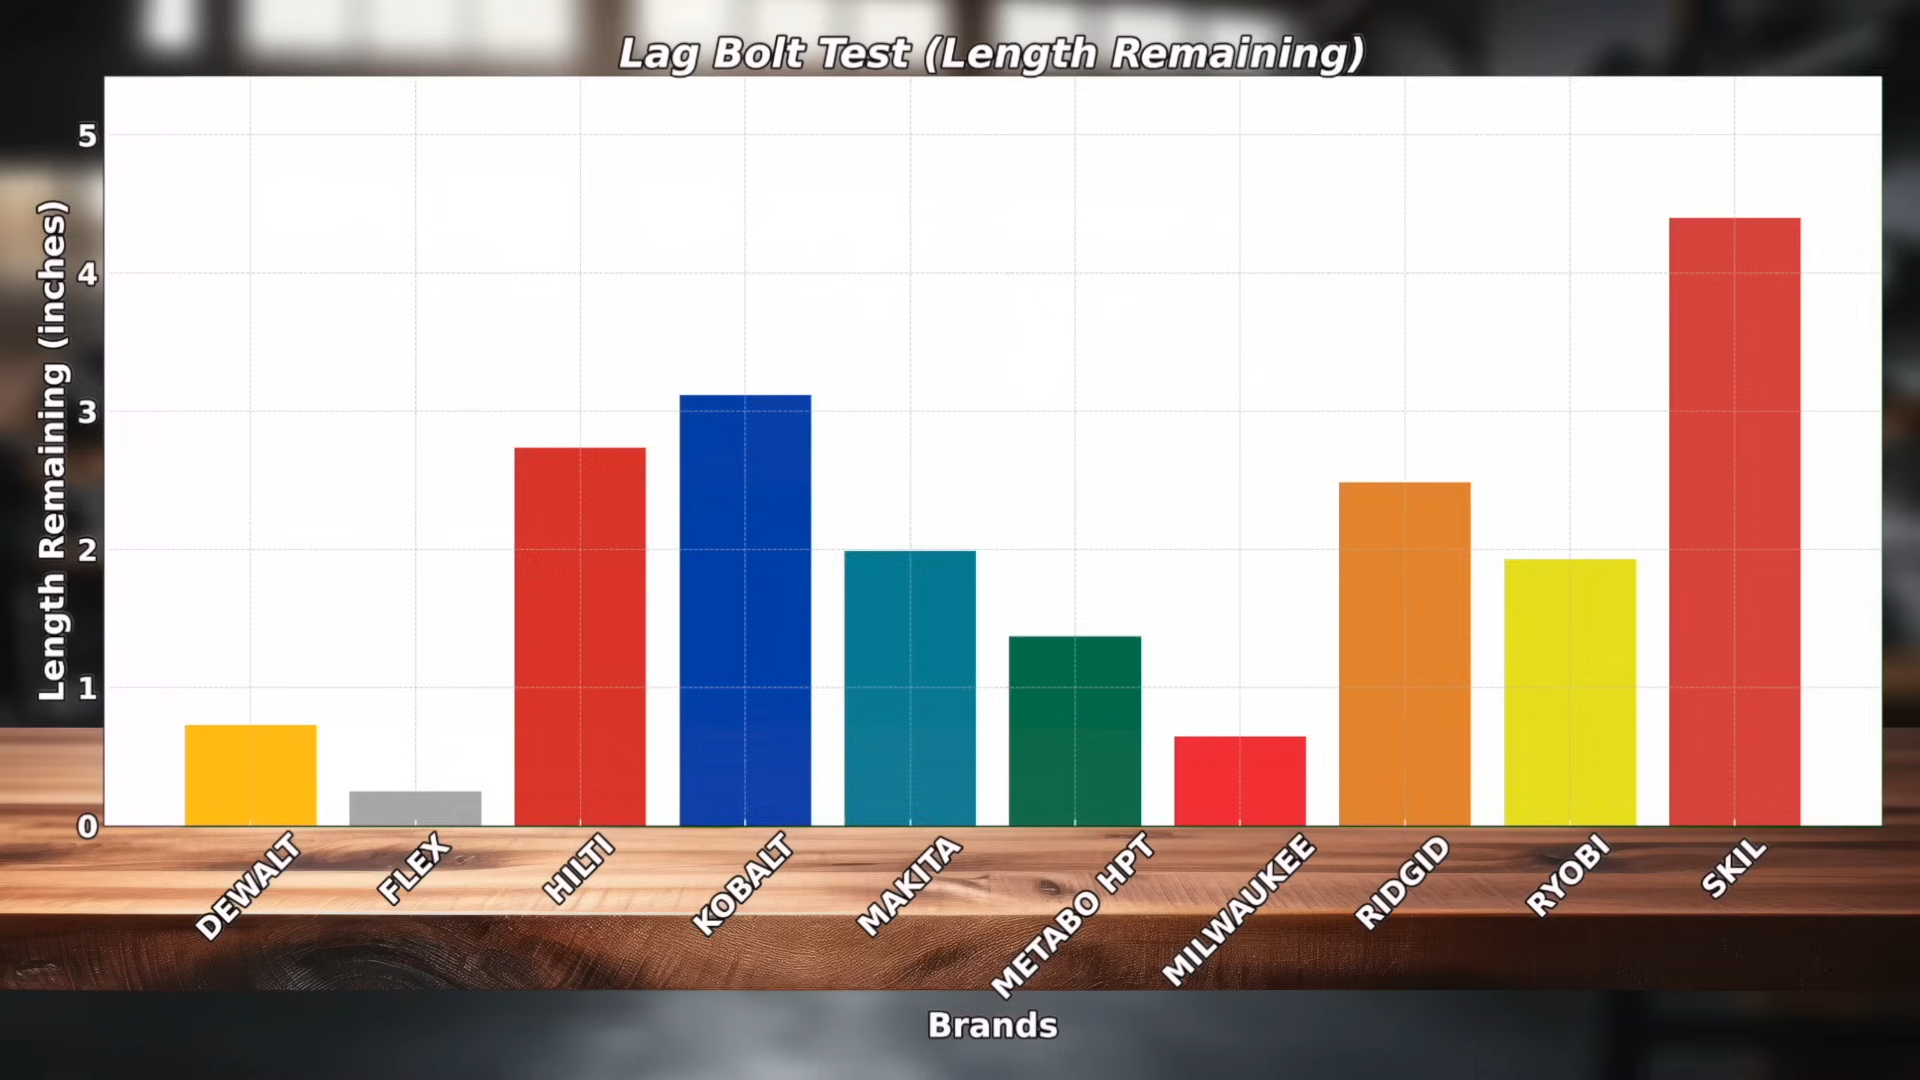 Lag Bolt Test (Length Remaining)
Length Remaining (inches)
5
4
3
2
1
0
DEWALT
FLEX
HILTI
KOBALT
MAKITA
METABO HPT
MILWAUKEE
RIDGID
RYOBI
SKIL
Brands